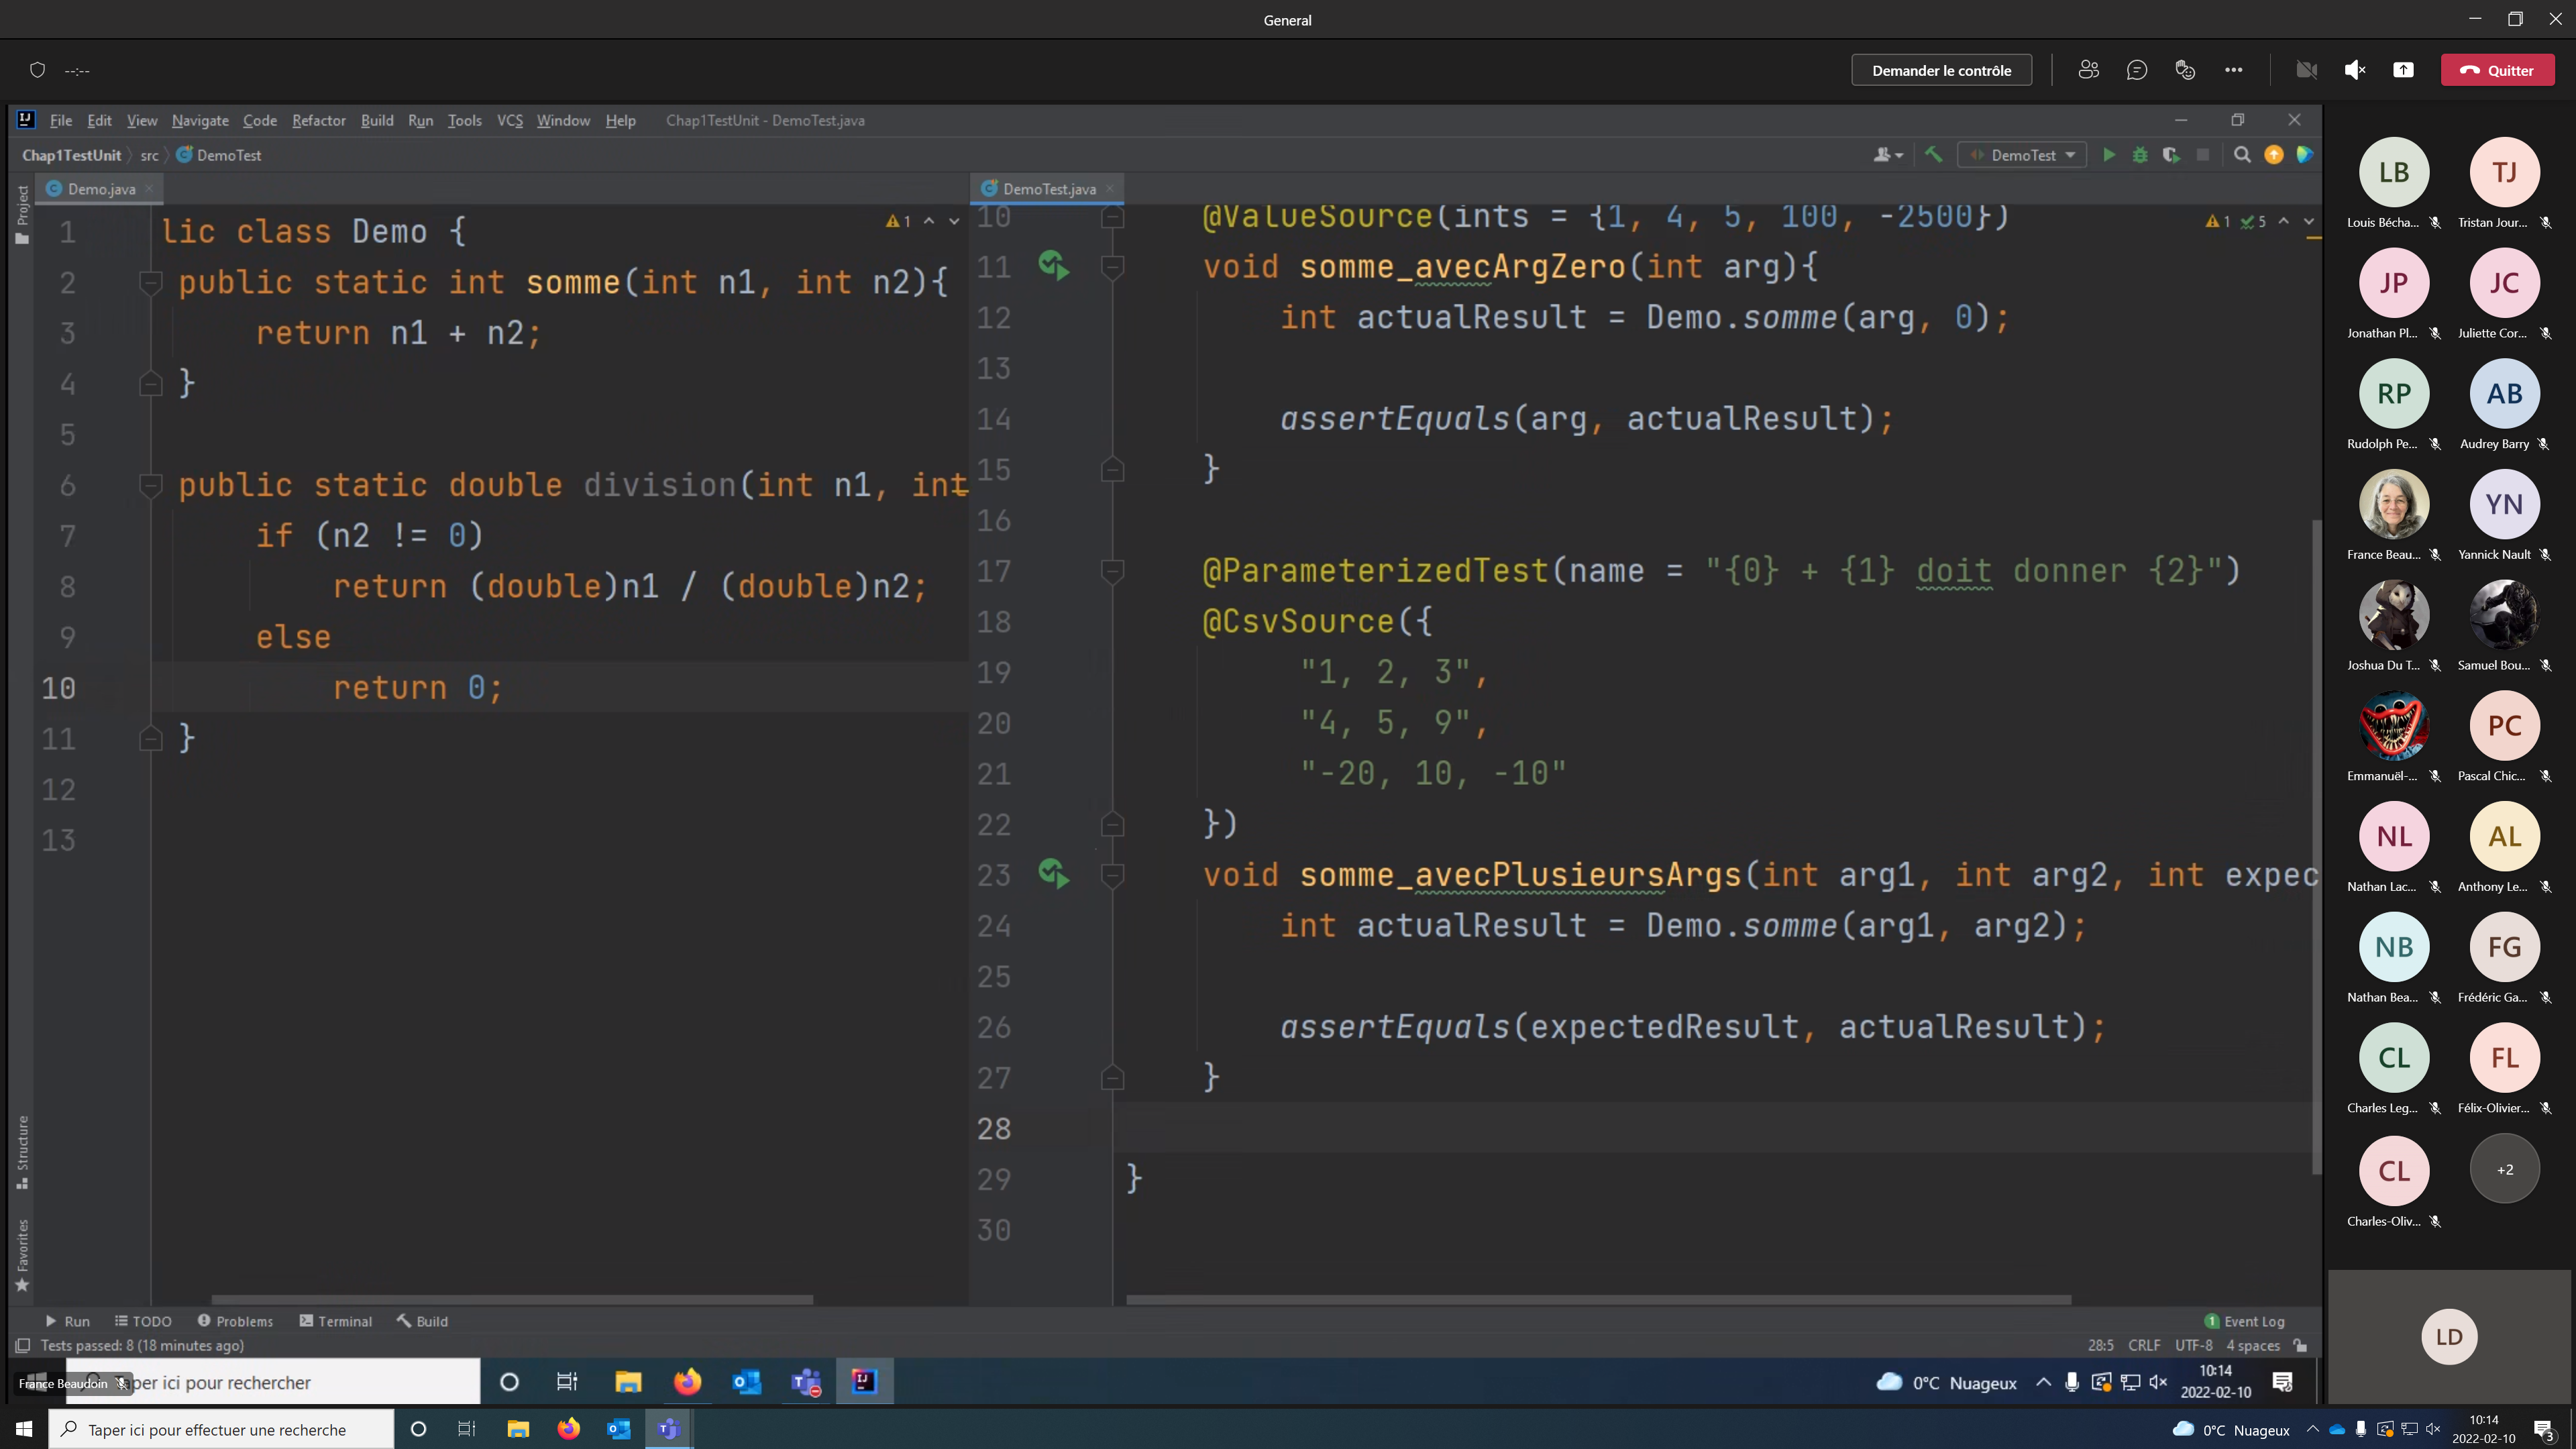 General
--:--
Demander le contrôle
Quitter
File Edit View Navigate Code Refactor Build Run Tools VCS Window Help Chap1TestUnit - DemoTest.java
Chap1TestUnit src DemoTest
DemoTest
Project
Demo.java
1 lic class Demo {
2 public static int somme(int n1, int n2){
3 return n1 + n2;
4 }
5
6 public static double division(int n1, int
7 if (n2 != 0)
8 return (double)n1 / (double)n2;
9 else
10 return 0;
11 }
12
13
1
DemoTest.java
10 @ValueSource(ints = {1, 4, 5, 100, -2500})
11 void somme_avecArgZero(int arg){
12 int actualResult = Demo.somme(arg, 0);
13
14 assertEquals(arg, actualResult);
15 }
16
17 @ParameterizedTest(name = "{0} + {1} doit donner {2}")
18 @CsvSource({
19 "1, 2, 3",
20 "4, 5, 9",
21 "-20, 10, -10"
22 })
23 void somme_avecPlusieursArgs(int arg1, int arg2, int expec
24 int actualResult = Demo.somme(arg1, arg2);
25
26 assertEquals(expectedResult, actualResult);
27 }
28
29 }
30
1 5
Structure
Favorites
Run TODO Problems Terminal Build
1 Event Log
Tests passed: 8 (18 minutes ago)
28:5 CRLF UTF-8 4 spaces
France Beaudoin
aper ici pour rechercher
0°C Nuageux
10:14
2022-02-10
LB
Louis Bécha...
TJ
Tristan Jour...
JP
Jonathan Pl...
JC
Juliette Cor...
RP
Rudolph Pe...
AB
Audrey Barry
France Beau...
YN
Yannick Nault
Joshua Du T...
Samuel Bou...
Emmanuël-...
PC
Pascal Chic...
NL
Nathan Lac...
AL
Anthony Le...
NB
Nathan Bea...
FG
Frédéric Ga...
CL
Charles Leg...
FL
Félix-Olivier...
CL
Charles-Oliv...
+2
LD
Taper ici pour effectuer une recherche
0°C Nuageux
10:14
2022-02-10
3